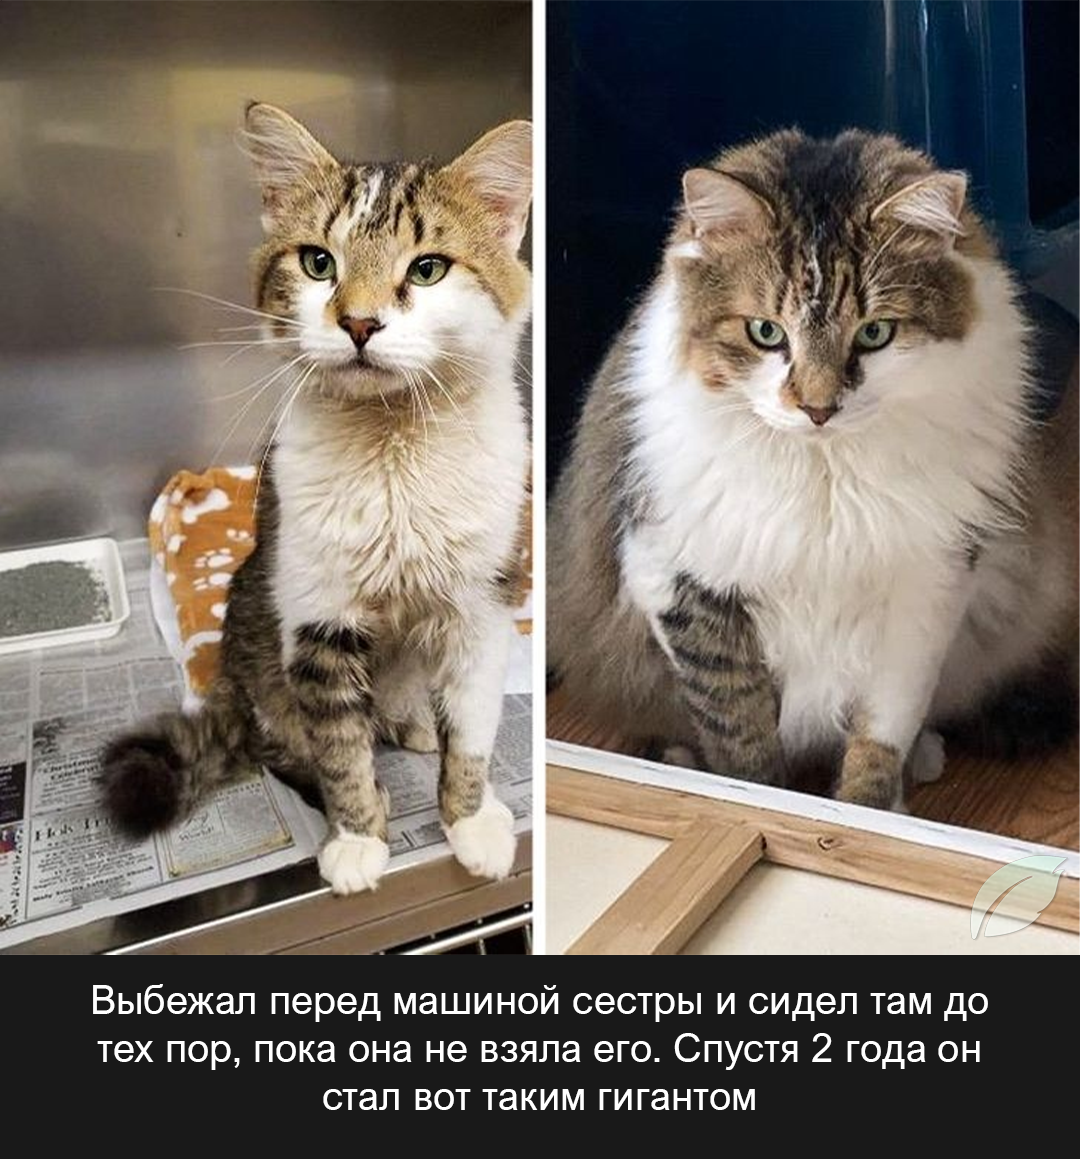 Выбежал перед машиной сестры и сидел там до
тех пор, пока она не взяла его. Спустя 2 года он
стал вот таким гигантом